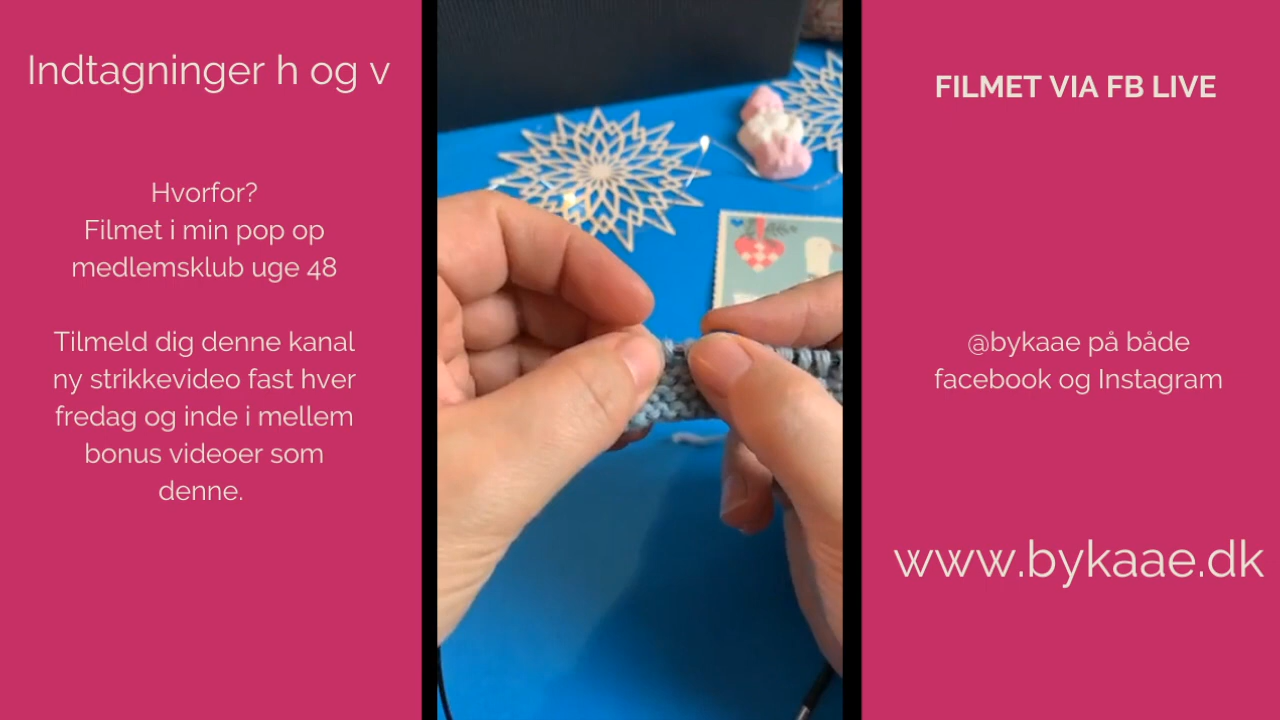 Indtagninger h og v
Hvorfor?
Filmet i min pop op
medlemsklub uge 48
Tilmeld dig denne kanal
ny strikkevideo fast hver
fredag og inde i mellem
bonus videoer som
denne.
FILMET VIA FB LIVE
@bykaae på både
facebook og Instagram
www.bykaae.dk